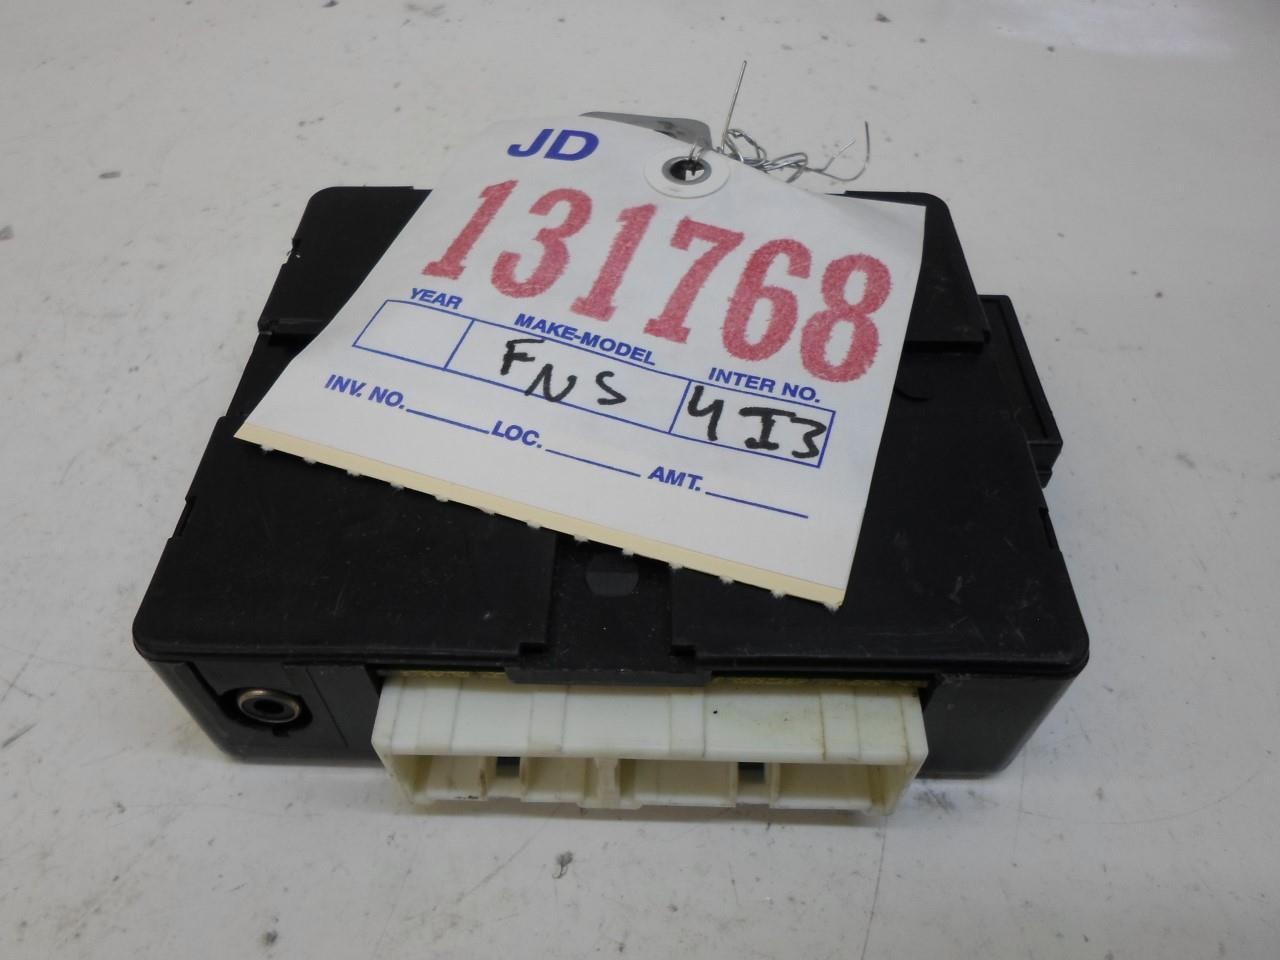 JD
131768
YEAR MAKE-MODEL INTER NO.
FNS 4I3
INV. NO. LOC. AMT.